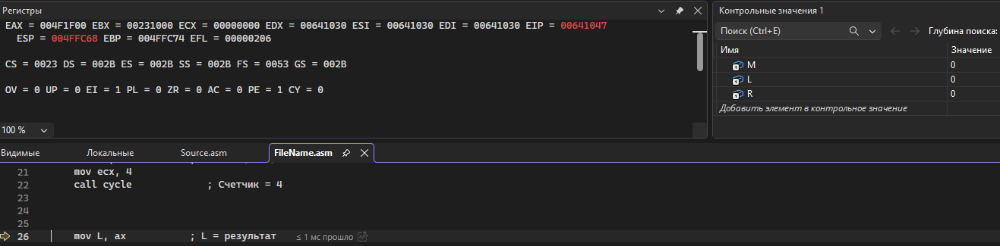 Регистры
EAX = 004F1F00 EBX = 00231000 ECX = 00000000 EDX = 00641030 ESI = 00641030 EDI = 00641030 EIP = 00641047
ESP = 004FFC68 EBP = 004FFC74 EFL = 00000206
CS = 0023 DS = 002B ES = 002B SS = 002B FS = 0053 GS = 002B
OV = 0 UP = 0 EI = 1 PL = 0 ZR = 0 AC = 0 PE = 1 CY = 0
100 %
Контрольные значения 1
Поиск (Ctrl+E)
Глубина поиска:
Имя Значение
M 0
L 0
R 0
Добавить элемент в контрольное значение
Видимые Локальные Source.asm FileName.asm
21 mov ecx, 4
22 call cycle ; Счетчик = 4
23
24
25
26 mov L, ax ; L = результат ≤ 1 мс прошло